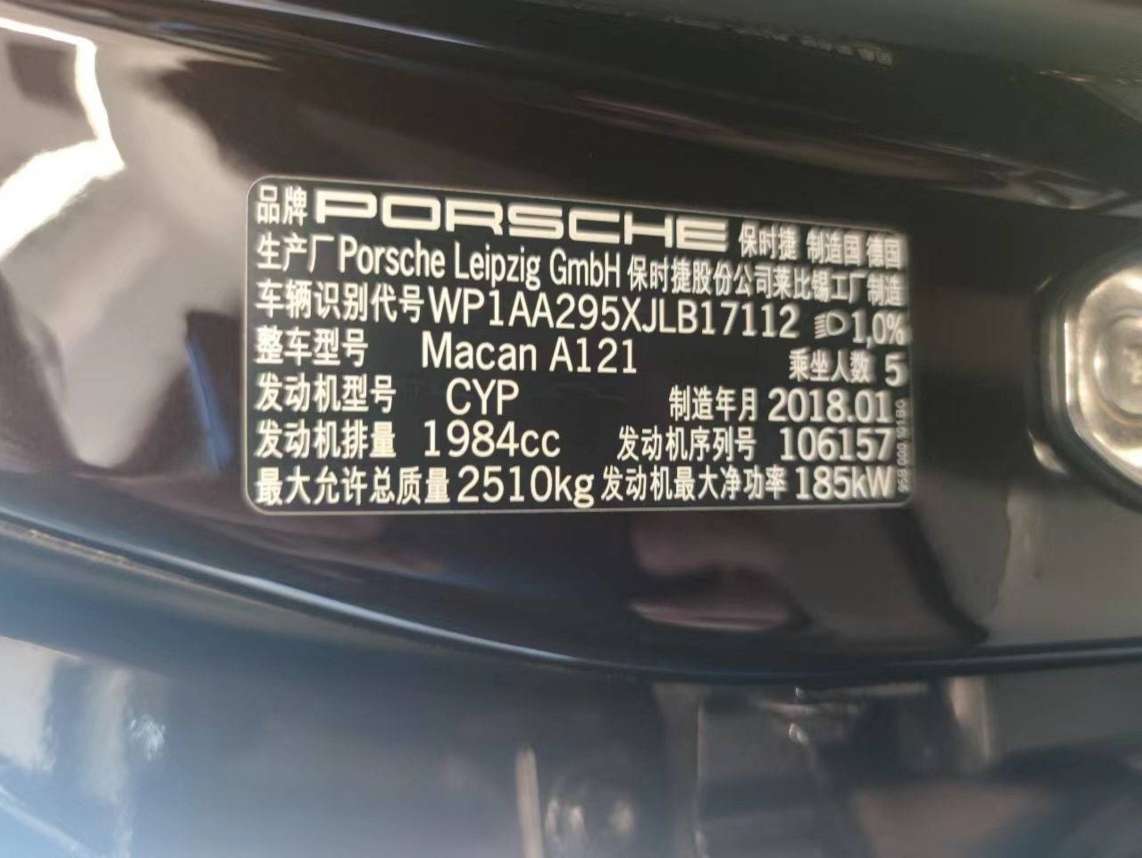 品牌 PORSCHE 保时捷 制造国 德国
生产厂 Porsche Leipzig GmbH 保时捷股份公司莱比锡工厂制造
车辆识别代号 WP1AA295XJLB17112 1,0%
整车型号 Macan A121 乘坐人数 5
发动机型号 CYP 制造年月 2018.01
发动机排量 1984cc 发动机序列号 106157
最大允许总质量 2510kg 发动机最大净功率 185kW